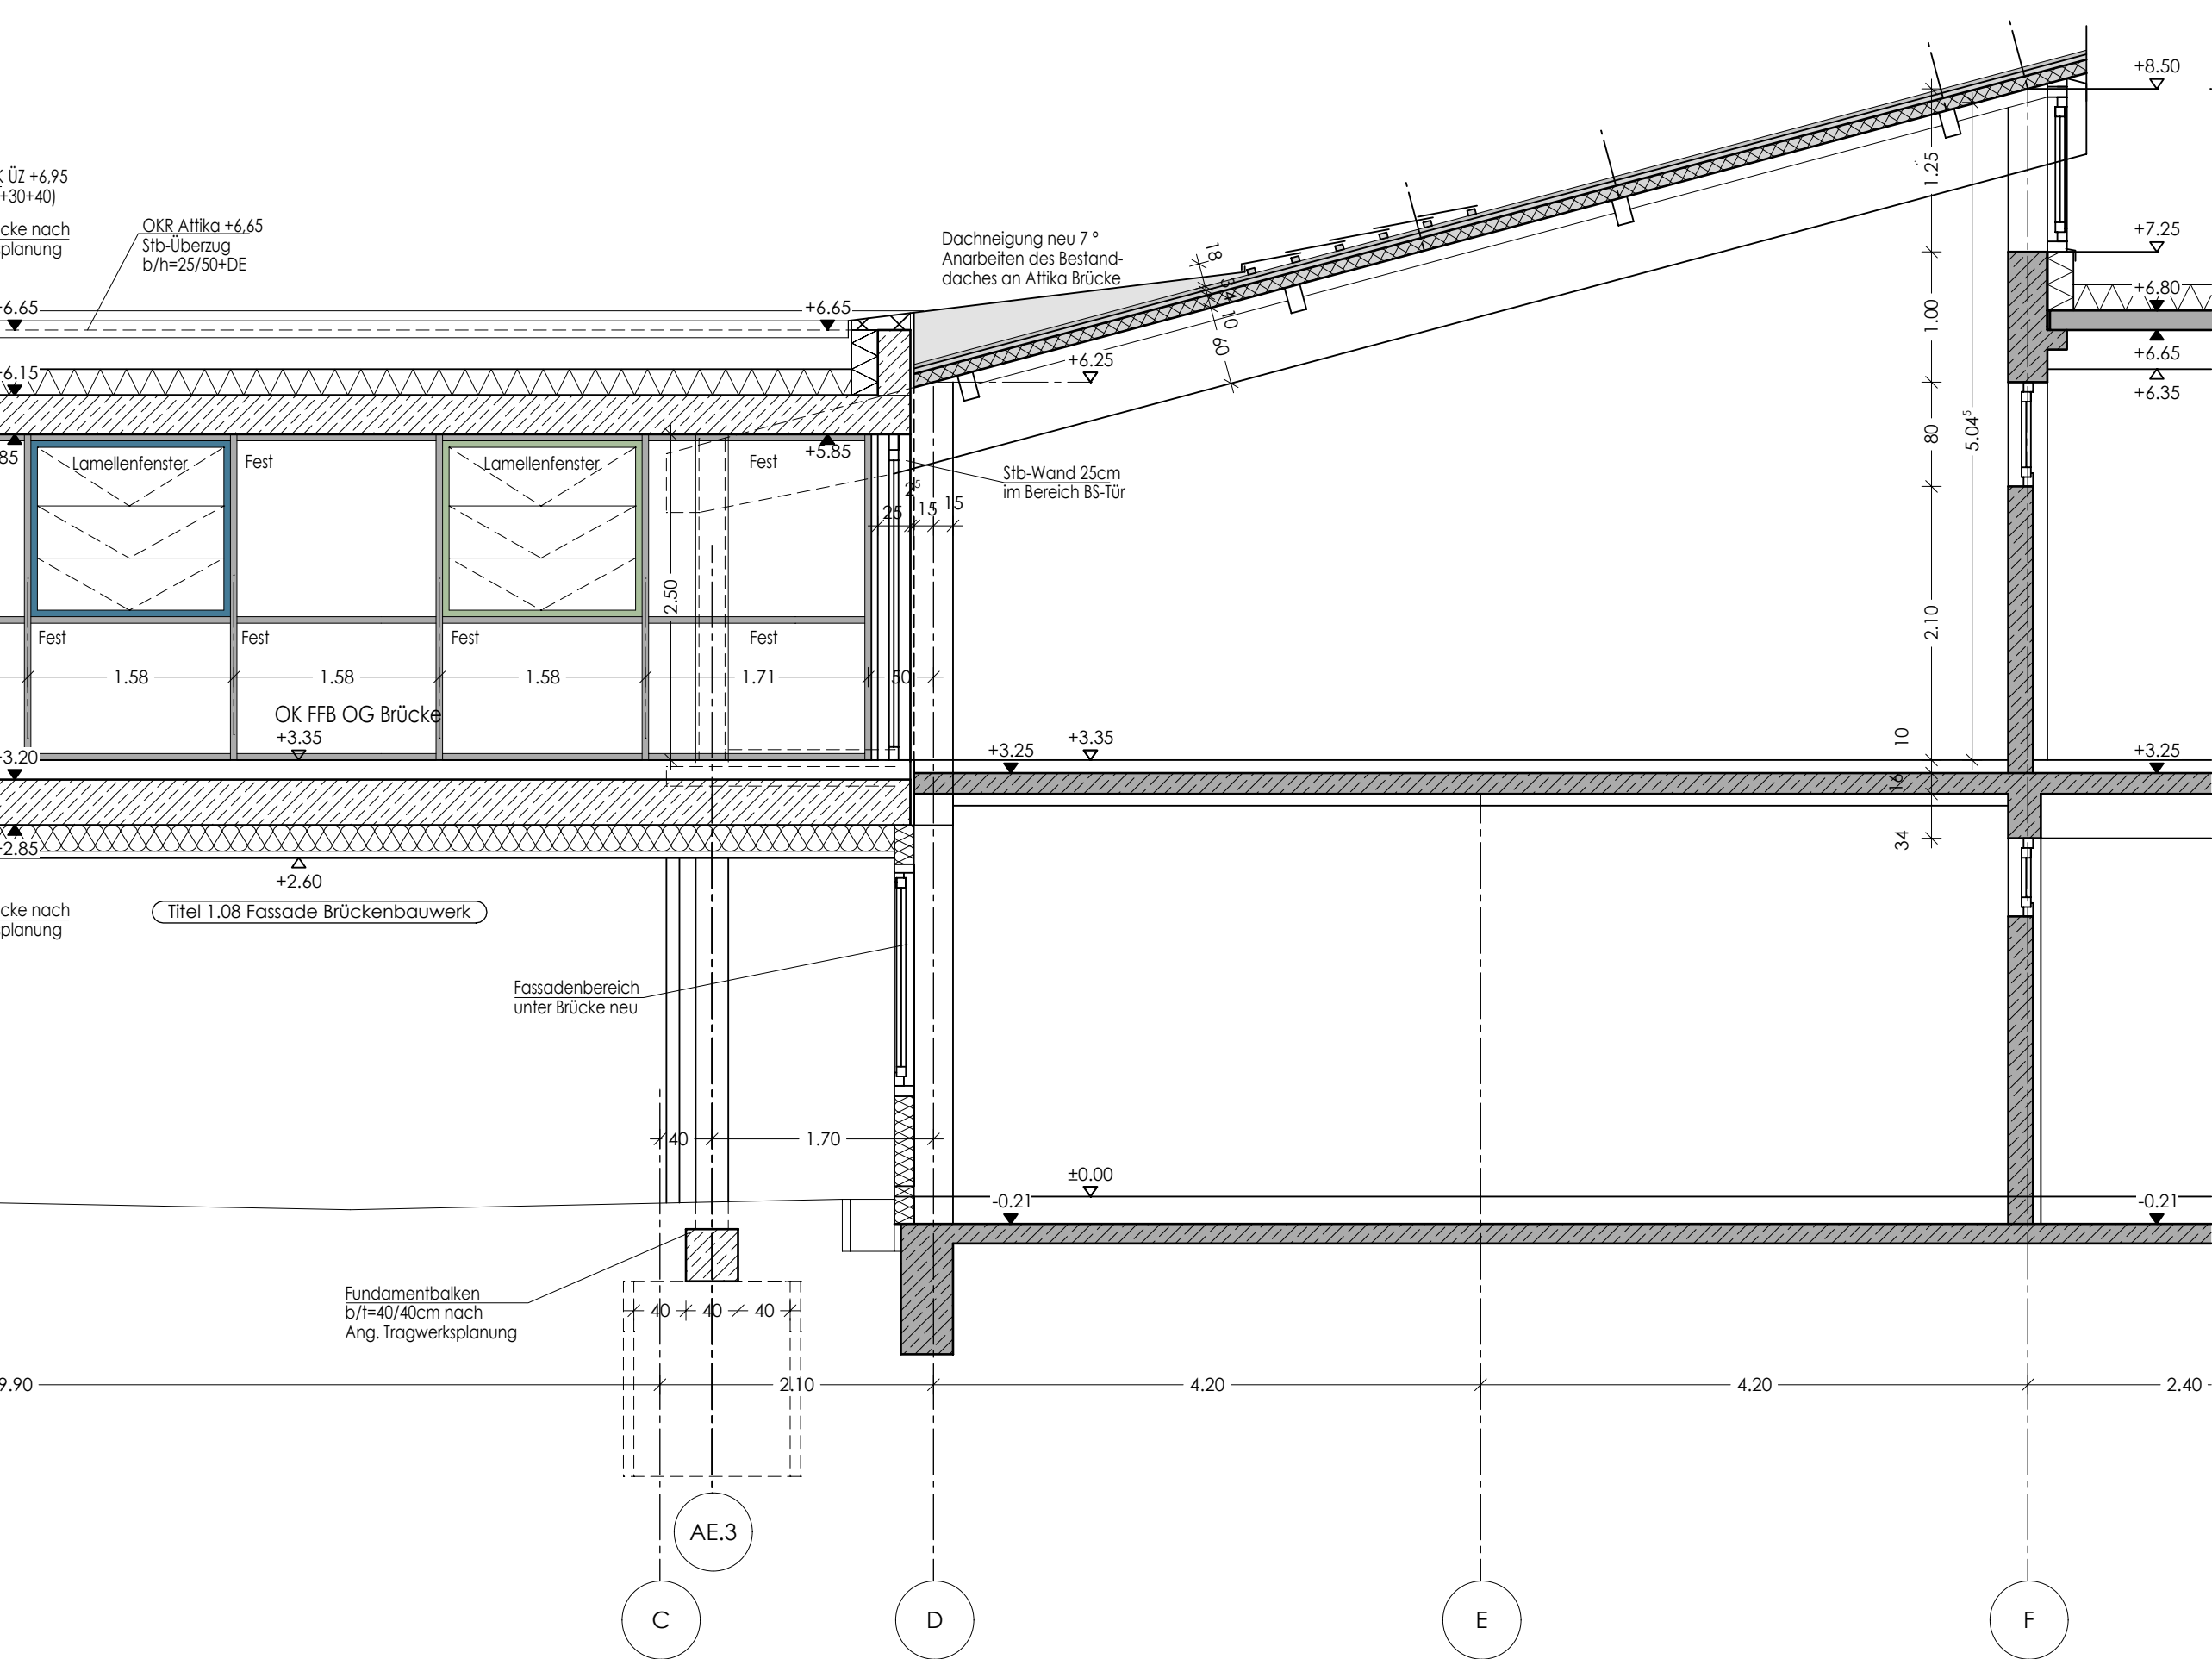 +8.50
K ÜZ +6,95
+30+40)
cke nach
planung
OKR Attika +6,65
Stb-Überzug
b/h=25/50+DE
Dachneigung neu 7 °
Anarbeiten des Bestand-
daches an Attika Brücke
18
3
4
10
60
1.25
+7.25
+6.80
+6.65
+6.65
1.00
+6.25
+6.65
+6.15
+6.35
80
5.04⁵
85
Lamellenfenster
Fest
Lamellenfenster
Fest
+5.85
Stb-Wand 25cm
im Bereich BS-Tür
2⁵
25
15
15
2.50
2.10
Fest
Fest
Fest
Fest
1.58
1.58
1.58
1.71
50
OK FFB OG Brücke
+3.35
+3.20
+3.25
+3.35
10
+3.25
16
34
+2.85
+2.60
Titel 1.08 Fassade Brückenbauwerk
cke nach
planung
Fassadenbereich
unter Brücke neu
40
1.70
±0.00
-0.21
-0.21
Fundamentbalken
b/t=40/40cm nach
Ang. Tragwerksplanung
40
40
40
9.90
2.10
4.20
4.20
2.40
AE.3
C
D
E
F